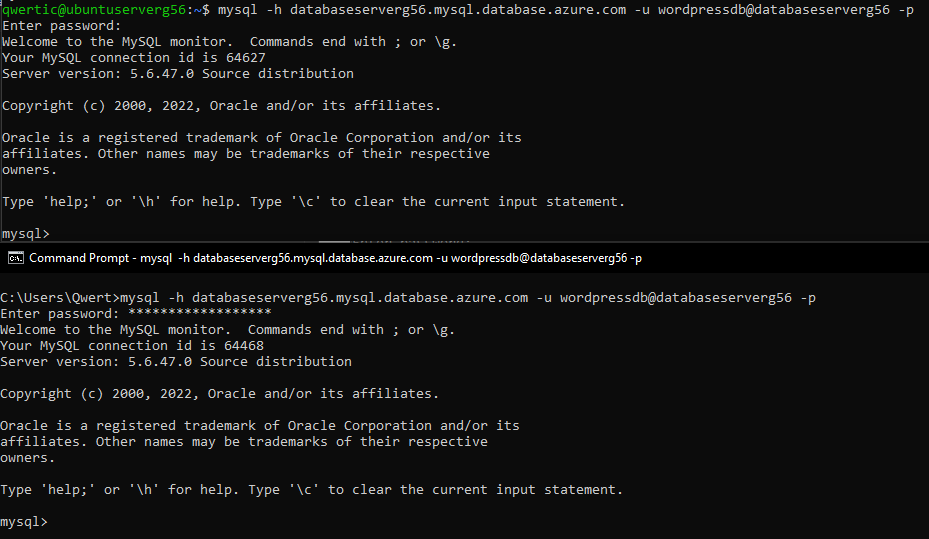 qwertic@ubuntuserverg56:~$ mysql -h databaseserverg56.mysql.database.azure.com -u wordpressdb@databaseserverg56 -p
Enter password:
Welcome to the MySQL monitor.  Commands end with ; or \g.
Your MySQL connection id is 64627
Server version: 5.6.47.0 Source distribution

Copyright (c) 2000, 2022, Oracle and/or its affiliates.

Oracle is a registered trademark of Oracle Corporation and/or its
affiliates. Other names may be trademarks of their respective
owners.

Type 'help;' or '\h' for help. Type '\c' to clear the current input statement.

mysql>
Command Prompt - mysql  -h databaseserverg56.mysql.database.azure.com -u wordpressdb@databaseserverg56 -p

C:\Users\Qwert>mysql -h databaseserverg56.mysql.database.azure.com -u wordpressdb@databaseserverg56 -p
Enter password: ******************
Welcome to the MySQL monitor.  Commands end with ; or \g.
Your MySQL connection id is 64468
Server version: 5.6.47.0 Source distribution

Copyright (c) 2000, 2022, Oracle and/or its affiliates.

Oracle is a registered trademark of Oracle Corporation and/or its
affiliates. Other names may be trademarks of their respective
owners.

Type 'help;' or '\h' for help. Type '\c' to clear the current input statement.

mysql>